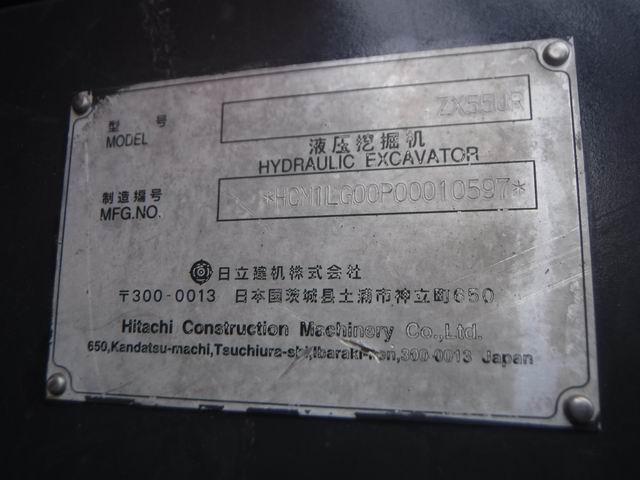 型 号 ZX55UR
MODEL
液压挖掘机
HYDRAULIC EXCAVATOR
制造编号 *HCM1LG00P00010597*
MFG.NO.
日立建机株式会社
〒300-0013 日本国茨城县土浦市神立町650
Hitachi Construction Machinery Co.,Ltd.
650,Kandatsu-machi,Tsuchiura-shi,Ibaraki-ken,300-0013 Japan